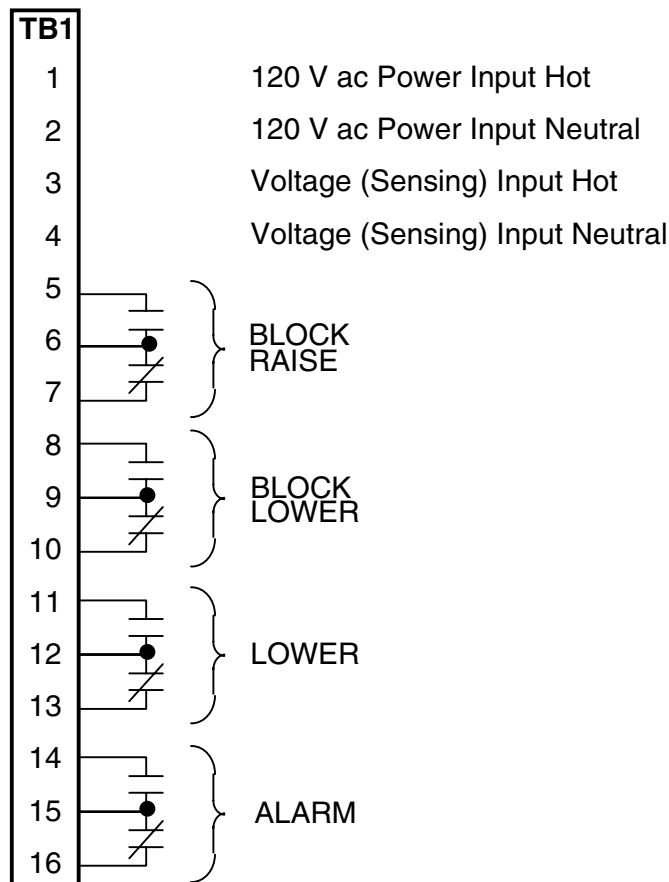 TB1
1 120 V ac Power Input Hot
2 120 V ac Power Input Neutral
3 Voltage (Sensing) Input Hot
4 Voltage (Sensing) Input Neutral
5
6
7
BLOCK
RAISE
8
9
10
BLOCK
LOWER
11
12
13
LOWER
14
15
16
ALARM